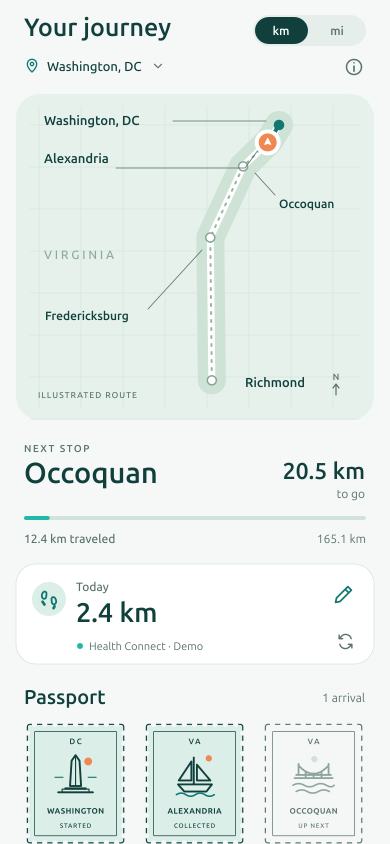 Your journey
km
mi
Washington, DC
Washington, DC
Alexandria
Occoquan
VIRGINIA
Fredericksburg
Richmond
N
ILLUSTRATED ROUTE
NEXT STOP
Occoquan
20.5 km
to go
12.4 km traveled
165.1 km
Today
2.4 km
Health Connect · Demo
Passport
1 arrival
DC
WASHINGTON
STARTED
VA
ALEXANDRIA
COLLECTED
VA
OCCOQUAN
UP NEXT